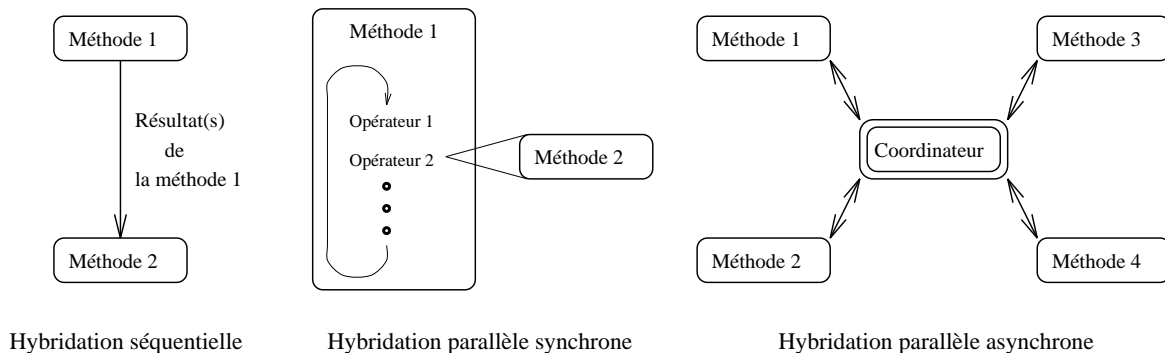 Méthode 1
Résultat(s)
de
la méthode 1
Méthode 2
Hybridation séquentielle
Méthode 1
Opérateur 1
Opérateur 2
Méthode 2
Hybridation parallèle synchrone
Méthode 1
Méthode 3
Coordinateur
Méthode 2
Méthode 4
Hybridation parallèle asynchrone